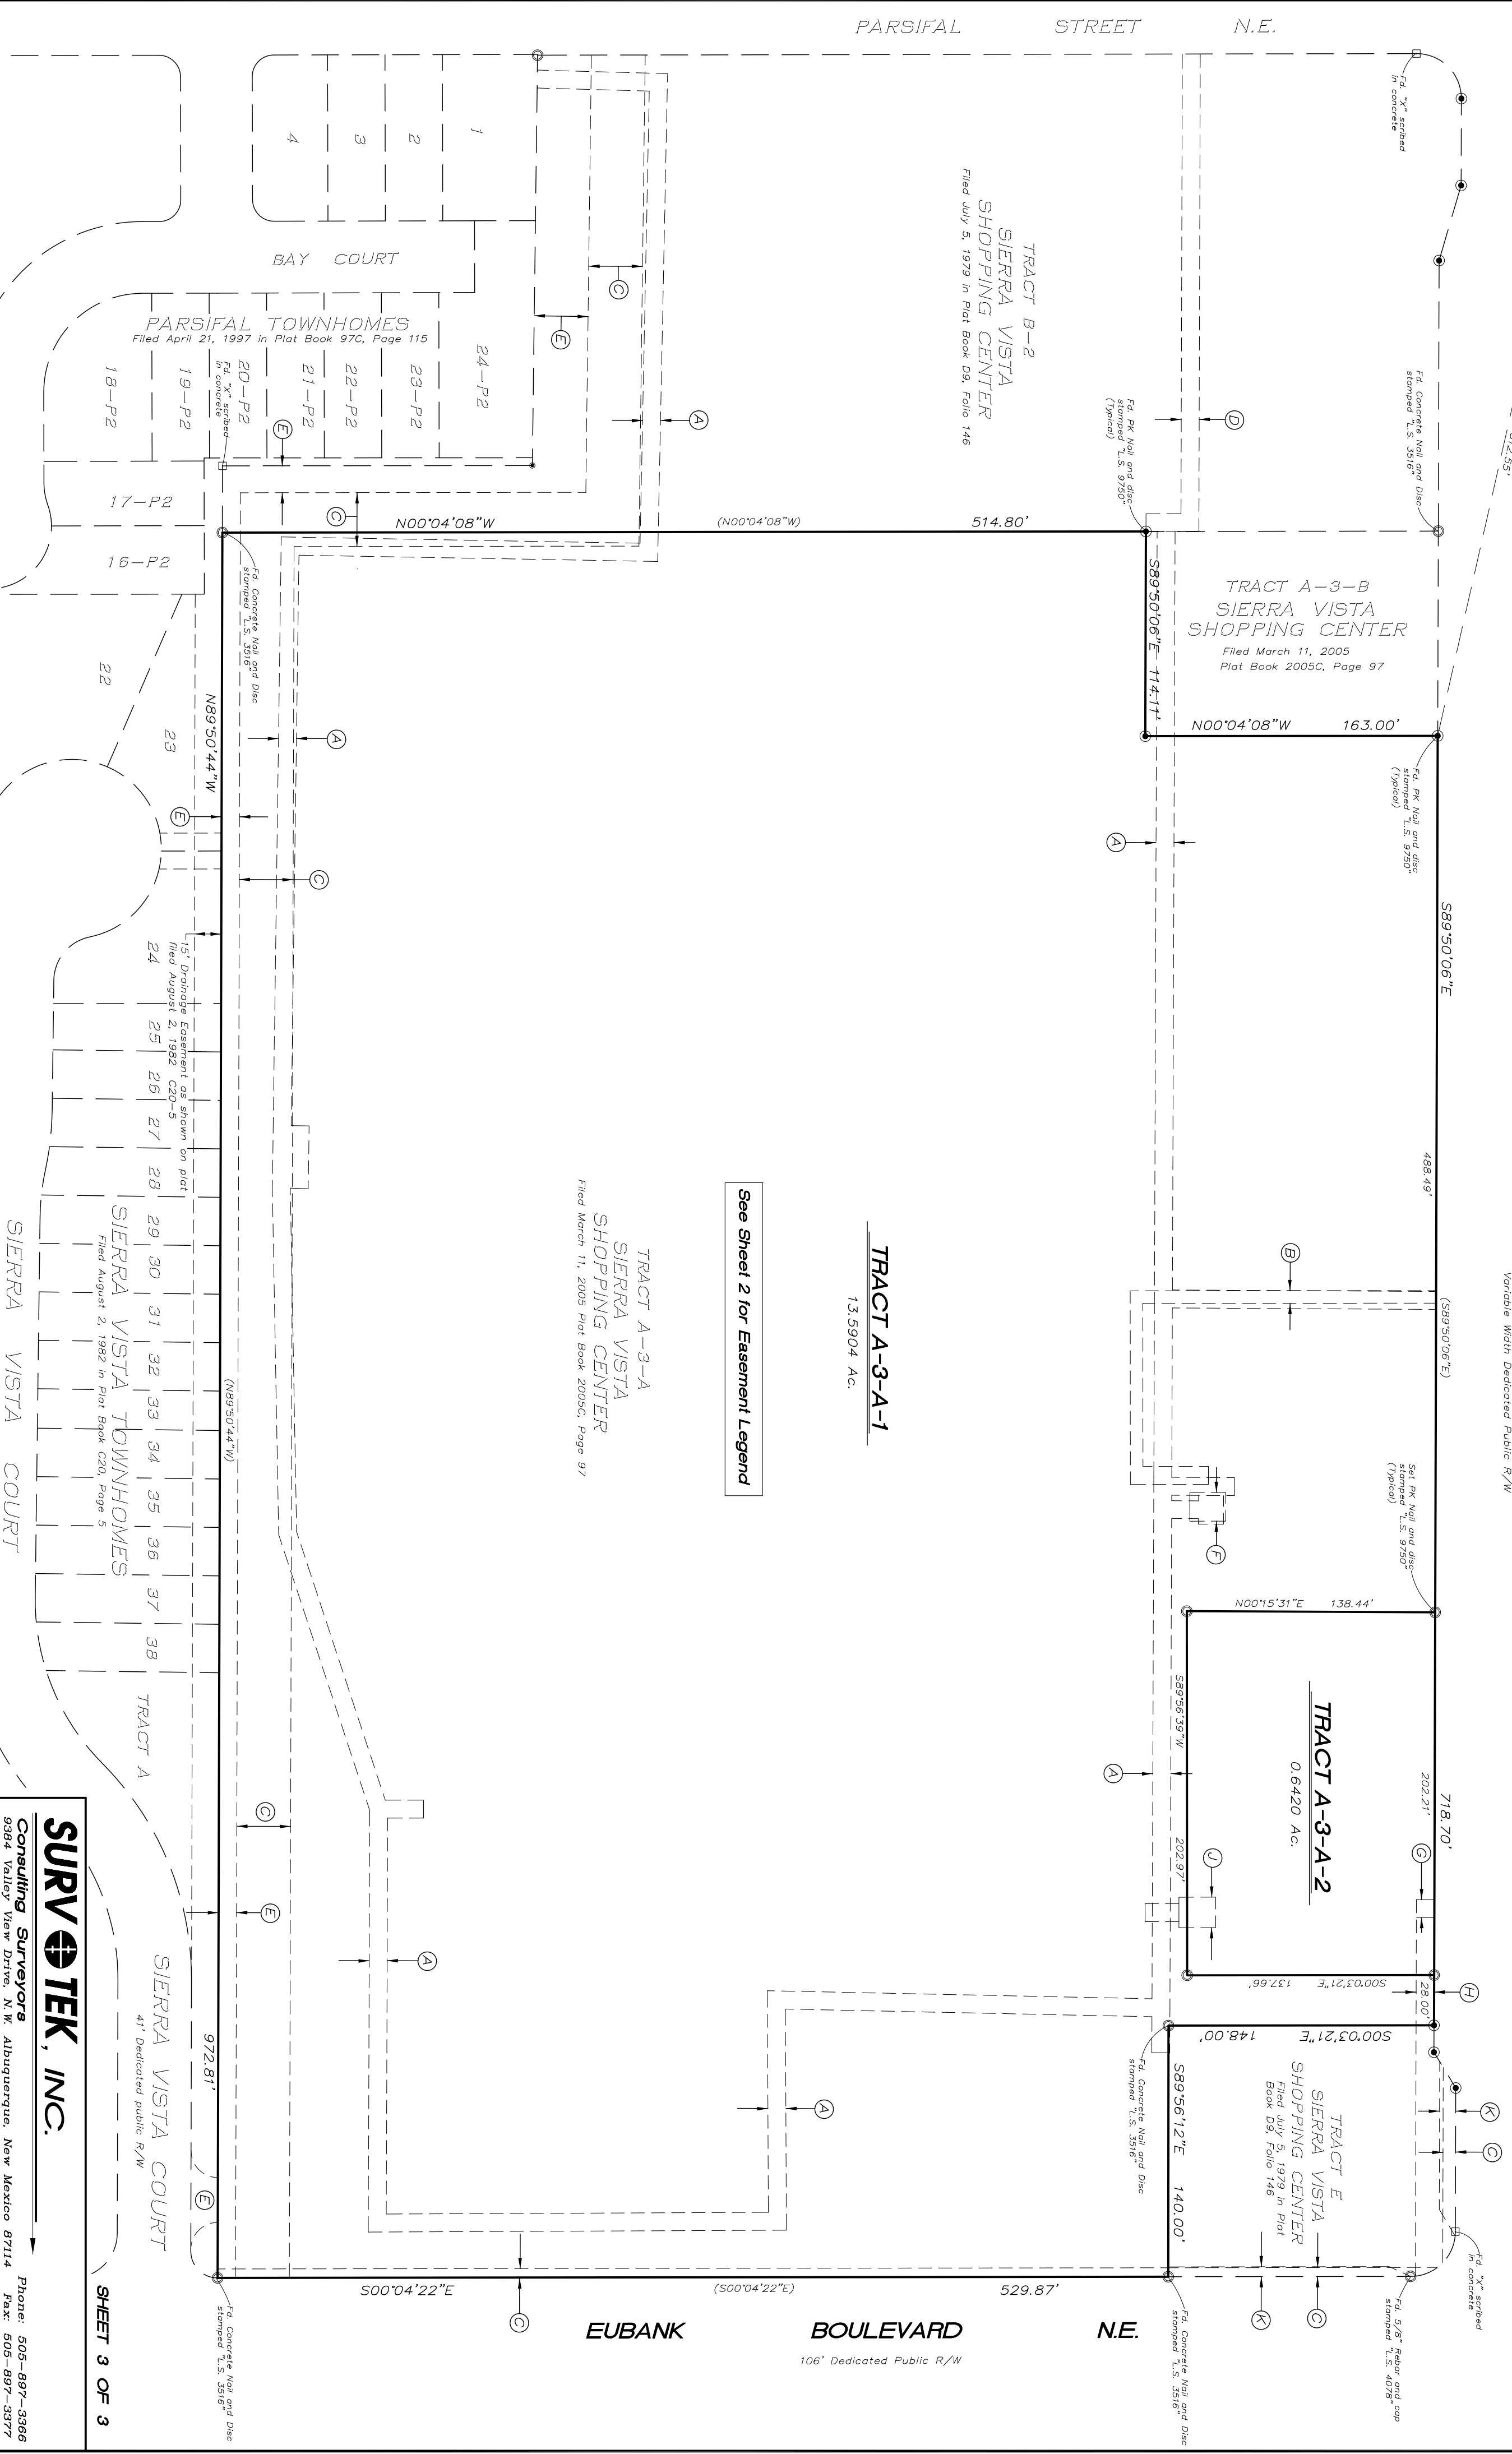 PARSIFAL STREET N.E.
Fd. "X" scribed
in concrete
1
2
3
4
BAY COURT
PARSIFAL TOWNHOMES
Filed April 21, 1997 in Plat Book 97C, Page 115
24-P2
23-P2
22-P2
21-P2
20-P2
19-P2
18-P2
17-P2
16-P2
Fd. "X" scribed
in concrete
TRACT B-2
SIERRA VISTA
SHOPPING CENTER
Filed July 5, 1979 in Plat Book D9, Folio 146
C
E
A
D
E
C
Fd. PK Nail and disc
stamped "L.S. 9750"
(Typical)
Fd. Concrete Nail and Disc
stamped "L.S. 3516"
N00°04'08"W
(N00°04'08"W)
514.80'
S89°50'06"E 114.11'
TRACT A-3-B
SIERRA VISTA
SHOPPING CENTER
Filed March 11, 2005
Plat Book 2005C, Page 97
N00°04'08"W 163.00'
Fd. PK Nail and disc
stamped "L.S. 9750"
(Typical)
Fd. Concrete Nail and Disc
stamped "L.S. 3516"
N89°50'44"W
22
23
A
E
C
A
S89°50'06"E
488.49'
(S89°50'06"E)
Variable Width Dedicated Public R/W
15' Drainage Easement as shown on plat
filed August 2, 1982 C20-5
24
25
26
27
28
29
30
31
32
33
34
35
36
37
38
TRACT A
SIERRA VISTA TOWNHOMES
Filed August 2, 1982 in Plat Book C20, Page 5
SIERRA VISTA COURT
(N89°50'44"W)
TRACT A-3-A
SIERRA VISTA
SHOPPING CENTER
Filed March 11, 2005 Plat Book 2005C, Page 97
See Sheet 2 for Easement Legend
TRACT A-3-A-1
13.5904 Ac.
B
F
Set PK Nail and disc
stamped "L.S. 9750"
(Typical)
N00°15'31"E 138.44'
S89°56'39"W
202.97'
TRACT A-3-A-2
0.6420 Ac.
202.21'
718.70'
A
J
G
H
S00°03'21"E 137.66'
28.00'
S00°03'21"E 148.00'
C
E
A
A
S89°56'12"E 140.00'
Fd. Concrete Nail and Disc
stamped "L.S. 3516"
TRACT E
SIERRA VISTA
SHOPPING CENTER
Filed July 5, 1979 in Plat
Book D9, Folio 146
K
C
Fd. "X" scribed
in concrete
Fd. 5/8" Rebar and cap
stamped "L.S. 4078"
C
K
Fd. Concrete Nail and Disc
stamped "L.S. 3516"
972.81'
E
SIERRA VISTA COURT
41' Dedicated public R/W
Fd. Concrete Nail and Disc
stamped "L.S. 3516"
S00°04'22"E
(S00°04'22"E)
529.87'
C
EUBANK BOULEVARD N.E.
106' Dedicated Public R/W
SHEET 3 OF 3
SURV TEK, INC.
Consulting Surveyors
Phone: 505-897-3366
9384 Valley View Drive, N.W. Albuquerque, New Mexico 87114 Fax: 505-897-3377